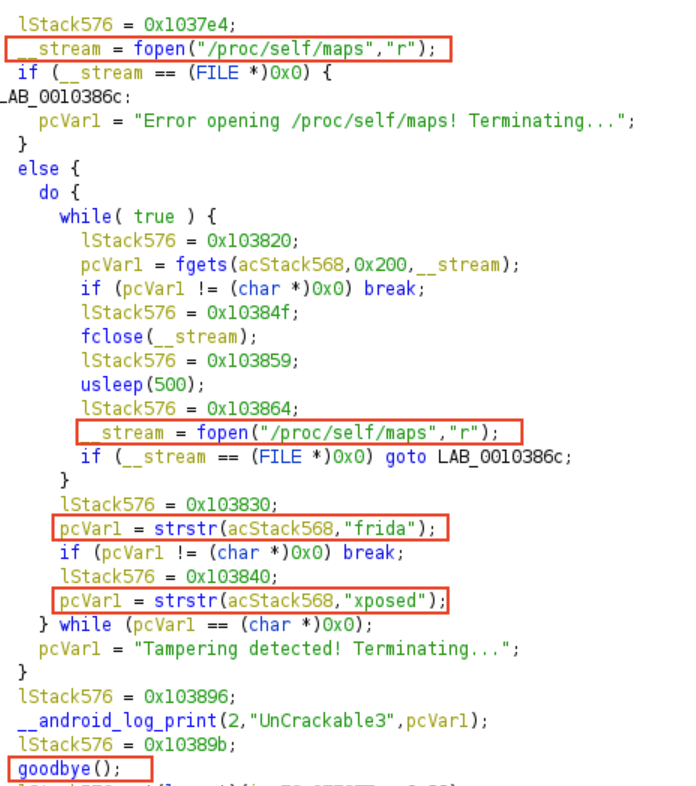 lStack576 = 0x1037e4;
__stream = fopen("/proc/self/maps","r");
if (__stream == (FILE *)0x0) {
LAB_0010386c:
pcVar1 = "Error opening /proc/self/maps! Terminating...";
}
else {
do {
while( true ) {
lStack576 = 0x103820;
pcVar1 = fgets(acStack568,0x200,__stream);
if (pcVar1 != (char *)0x0) break;
lStack576 = 0x10384f;
fclose(__stream);
lStack576 = 0x103859;
usleep(500);
lStack576 = 0x103864;
__stream = fopen("/proc/self/maps","r");
if (__stream == (FILE *)0x0) goto LAB_0010386c;
}
lStack576 = 0x103830;
pcVar1 = strstr(acStack568,"frida");
if (pcVar1 != (char *)0x0) break;
lStack576 = 0x103840;
pcVar1 = strstr(acStack568,"xposed");
} while (pcVar1 == (char *)0x0);
pcVar1 = "Tampering detected! Terminating...";
}
lStack576 = 0x103896;
__android_log_print(2,"UnCrackable3",pcVar1);
lStack576 = 0x10389b;
goodbye();